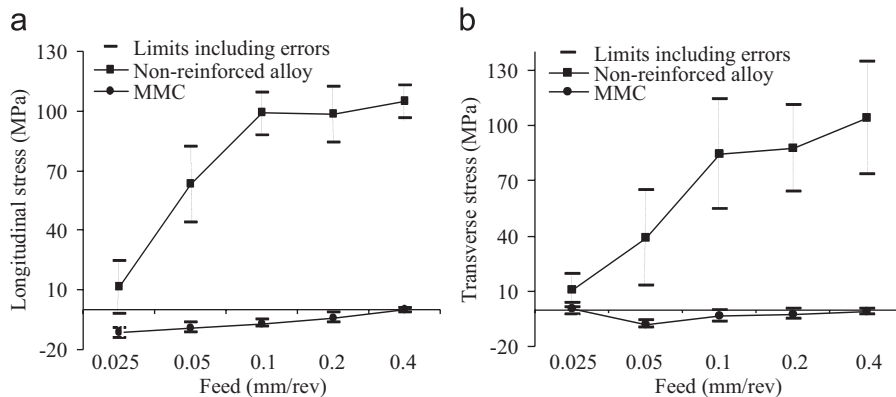 a
Longitudinal stress (MPa)
130
100
70
40
10
-20
Limits including errors
Non-reinforced alloy
MMC
0.025 0.05 0.1 0.2 0.4
Feed (mm/rev)
b
Transverse stress (MPa)
130
100
70
40
10
-20
Limits including errors
Non-reinforced alloy
MMC
0.025 0.05 0.1 0.2 0.4
Feed (mm/rev)